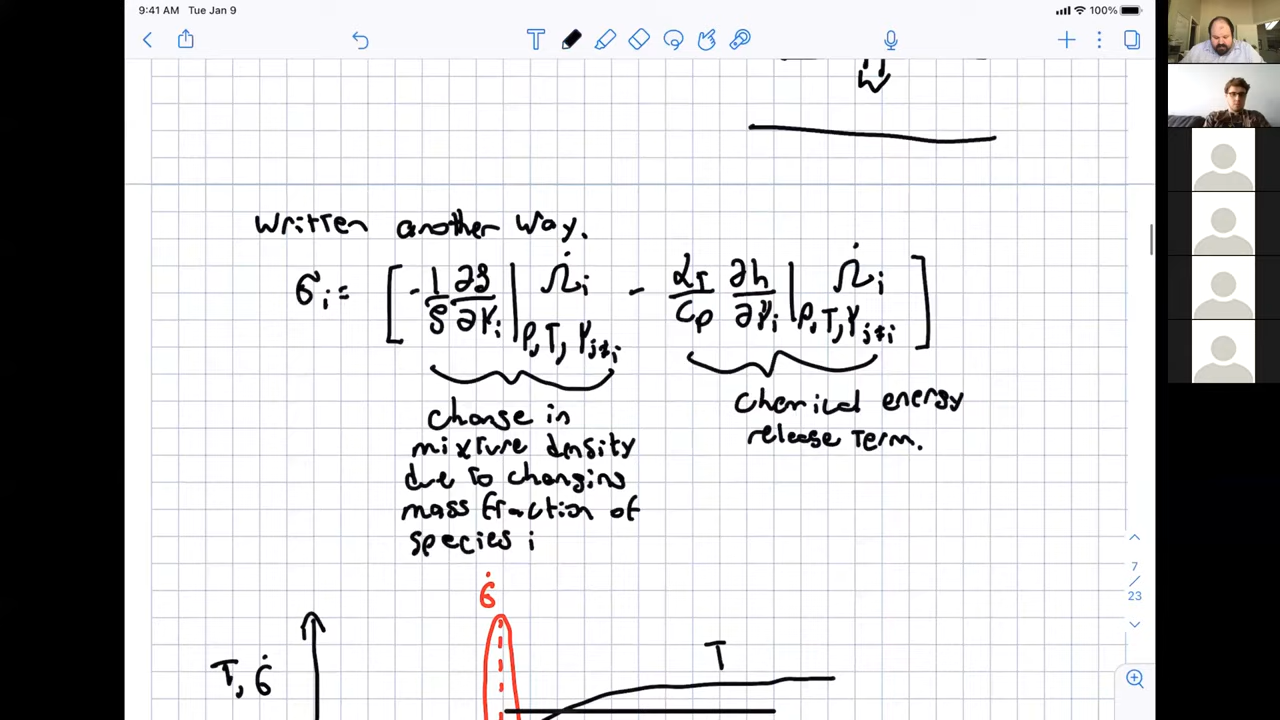 9:41 AM Tue Jan 9
100%
T
Written another way.
σ̇i = [ -1/ρ ∂ρ/∂Yi |p,T,Yj≠i Ω̇i - αT/Cp ∂h/∂Yi |p,T,Yj≠i Ω̇i ]
change in
mixture density
due to changing
mass fraction of
species i
chemical energy
release term.
7
/
23
σ̇
T
T, σ̇